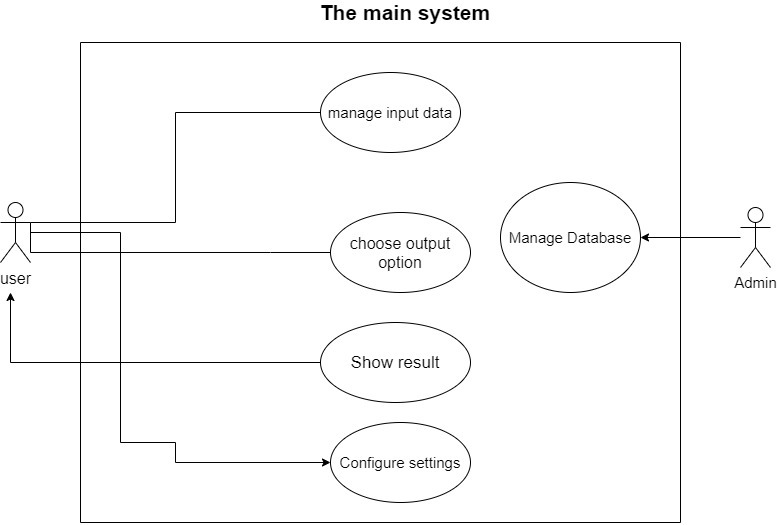 The main system
manage input data
choose output
option
Manage Database
user
Admin
Show result
Configure settings